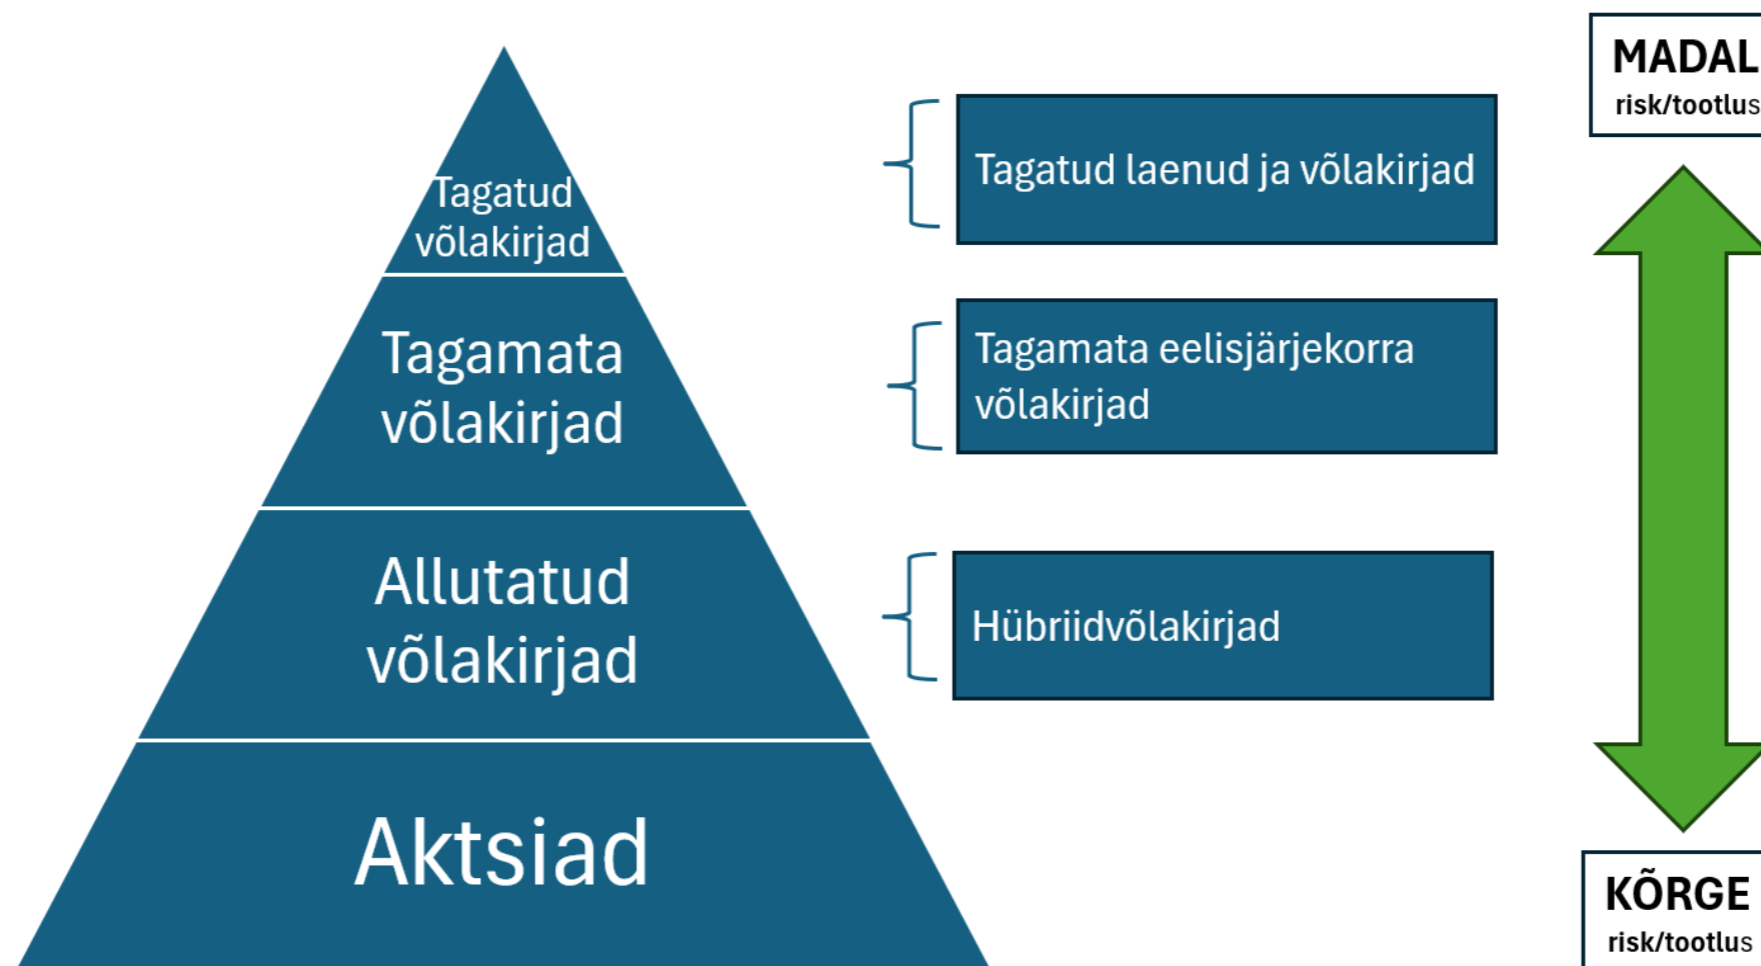 Tagatud
võlakirjad
Tagamata
võlakirjad
Allutatud
võlakirjad
Aktsiad
Tagatud laenud ja võlakirjad
Tagamata eelisjärjekorra
võlakirjad
Hübriidvõlakirjad
MADAL
risk/tootlus
KÕRGE
risk/tootlus